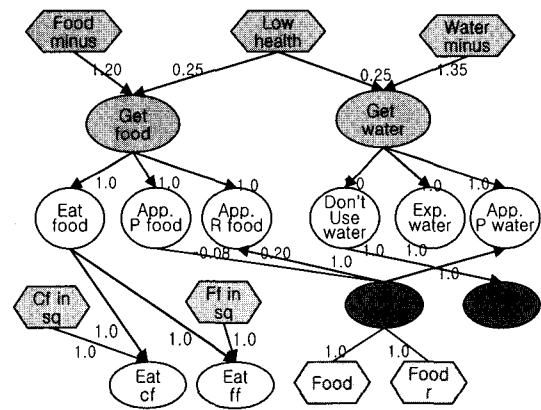 Food
minus
Low
health
Water
minus
1.20
0.25
0.25
1.35
Get
food
Get
water
1.0
1.0
1.0
.0
.0
1.0
Eat
food
App.
P food
App.
R food
Don't
Use
water
Exp.
water
App.
P water
-0.08
0.20
1.0
1.0
1.0
1.0
Cf in
sq
Ff in
sq
1.0
1.0
1.0
1.0
1.0
1.0
Eat
cf
Eat
ff
Food
Food
r